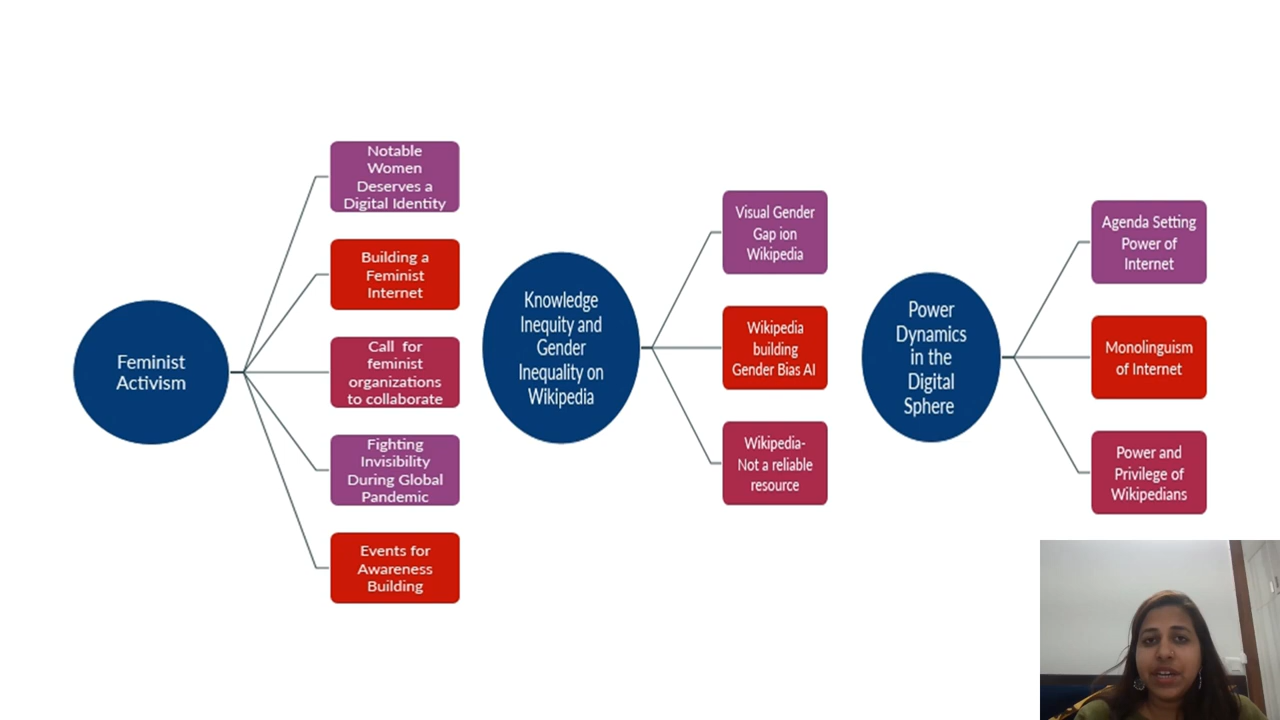 Feminist
Activism
Notable
Women
Deserves a
Digital Identity
Building a
Feminist
Internet
Call for
feminist
organizations
to collaborate
Fighting
Invisibility
During Global
Pandemic
Events for
Awareness
Building
Knowledge
Inequity and
Gender
Inequality on
Wikipedia
Visual Gender
Gap ion
Wikipedia
Wikipedia
building
Gender Bias AI
Wikipedia-
Not a reliable
resource
Power
Dynamics
in the
Digital
Sphere
Agenda Setting
Power of
Internet
Monolinguism
of Internet
Power and
Privilege of
Wikipedians